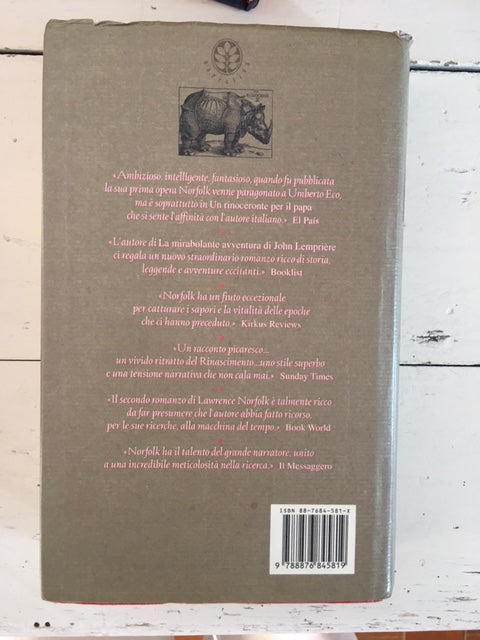 «Ambizioso, intelligente, fantasioso, quando fu pubblicata
la sua prima opera Norfolk venne paragonato a Umberto Eco,
ma è soprattutto in Un rinoceronte per il papa
che si sente l'affinità con l'autore italiano.» El País
«L'autore di La mirabolante avventura di John Lemprière
ci regala un nuovo straordinario romanzo ricco di storia,
leggende e avventure eccitanti.» Booklist
«Norfolk ha un fiuto eccezionale
per catturare i sapori e la vitalità delle epoche
che ci hanno preceduto.» Kirkus Reviews
«Un racconto picaresco...
un vivido ritratto del Rinascimento...uno stile superbo
e una tensione narrativa che non cala mai.» Sunday Times
«Il secondo romanzo di Lawrence Norfolk è talmente ricco
da far presumere che l'autore abbia fatto ricorso,
per le sue ricerche, alla macchina del tempo.» Book World
«Norfolk ha il talento del grande narratore, unito
a una incredibile meticolosità nella ricerca.» Il Messaggero
ISBN 88-7684-581-X
9 788876 845819